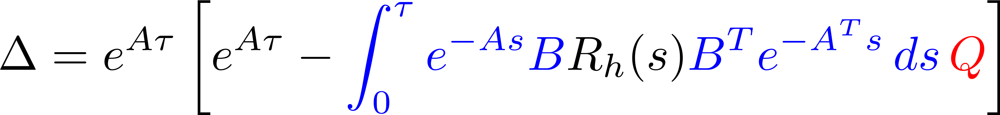 Δ = e^{Aτ} [e^{Aτ} − ∫_0^τ e^{−As} B R_h(s) B^T e^{−A^T s} ds Q]